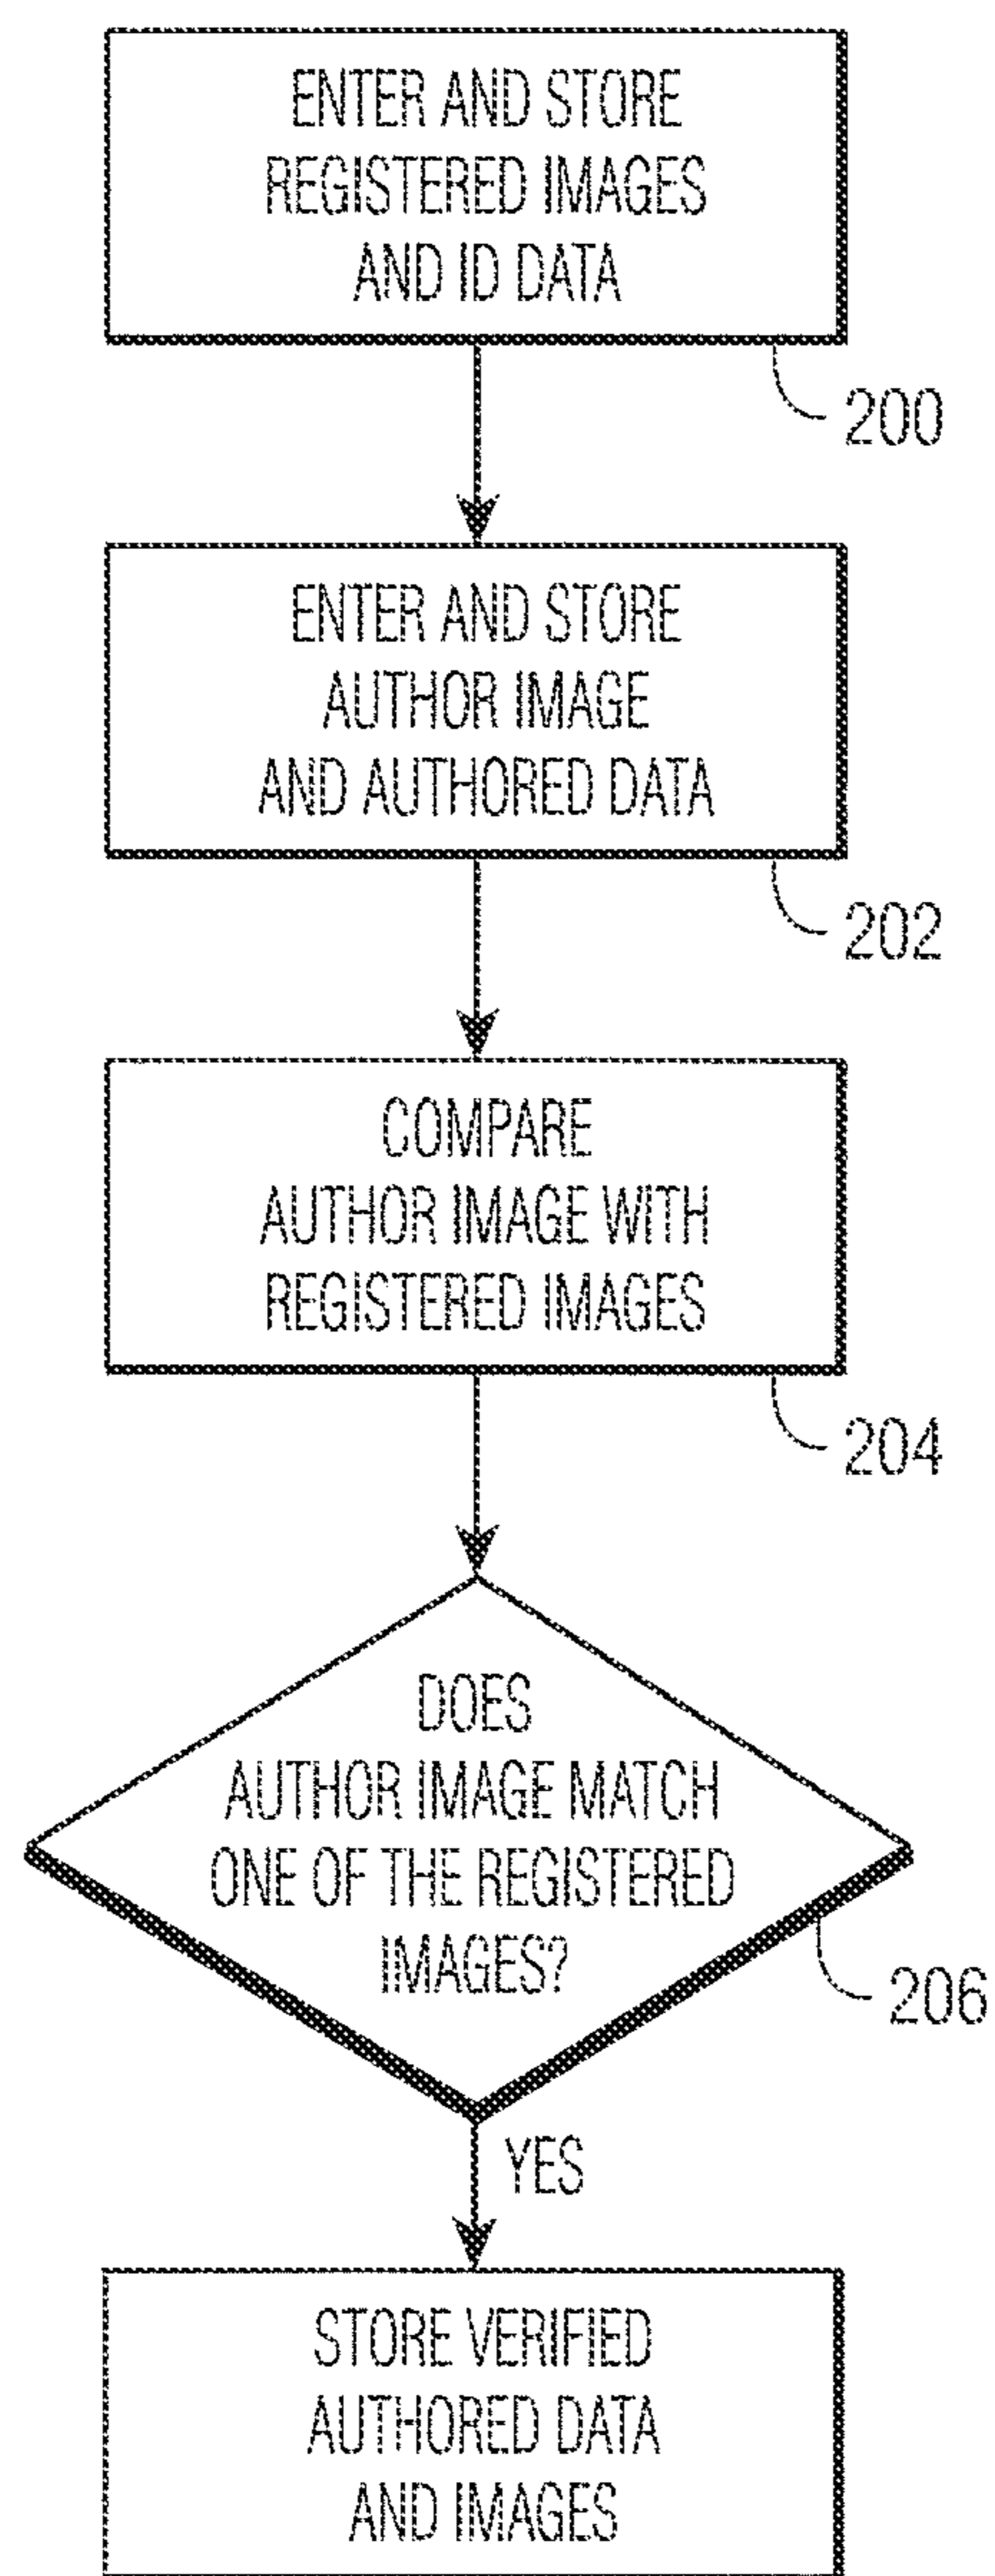 ENTER AND STORE
REGISTERED IMAGES
AND ID DATA
200
ENTER AND STORE
AUTHOR IMAGE
AND AUTHORED DATA
202
COMPARE
AUTHOR IMAGE WITH
REGISTERED IMAGES
204
DOES
AUTHOR IMAGE MATCH
ONE OF THE REGISTERED
IMAGES?
206
YES
STORE VERIFIED
AUTHORED DATA
AND IMAGES